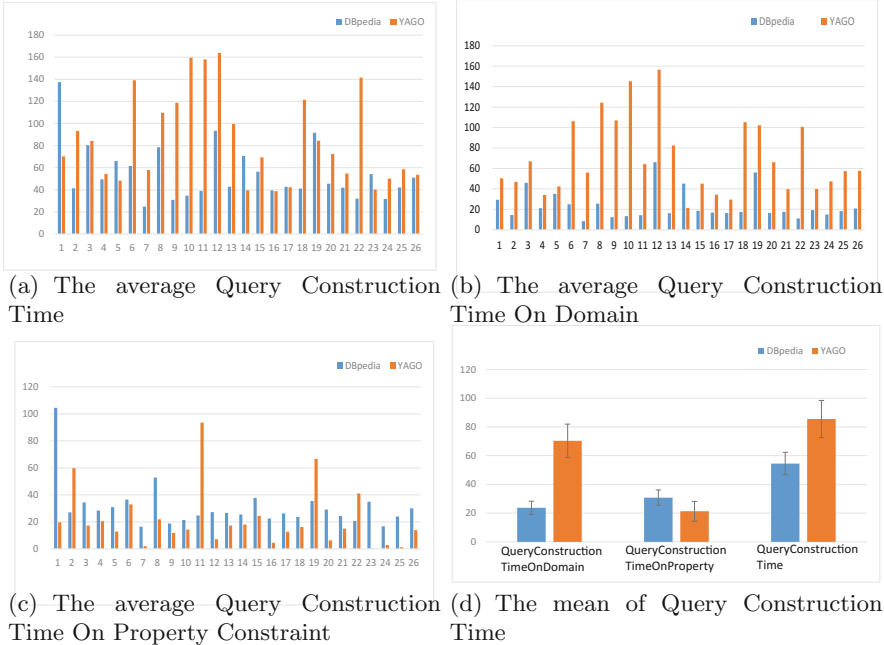 DBpedia YAGO
180
160
140
120
100
80
60
40
20
0
1 2 3 4 5 6 7 8 9 10 11 12 13 14 15 16 17 18 19 20 21 22 23 24 25 26
(a) The average Query Construction
Time
DBpedia YAGO
180
160
140
120
100
80
60
40
20
0
1 2 3 4 5 6 7 8 9 10 11 12 13 14 15 16 17 18 19 20 21 22 23 24 25 26
(b) The average Query Construction
Time On Domain
DBpedia YAGO
120
100
80
60
40
20
0
1 2 3 4 5 6 7 8 9 10 11 12 13 14 15 16 17 18 19 20 21 22 23 24 25 26
(c) The average Query Construction
Time On Property Constraint
DBpedia YAGO
120
100
80
60
40
20
0
QueryConstruction
TimeOnDomain
QueryConstruction
TimeOnProperty
QueryConstruction
Time
(d) The mean of Query Construction
Time